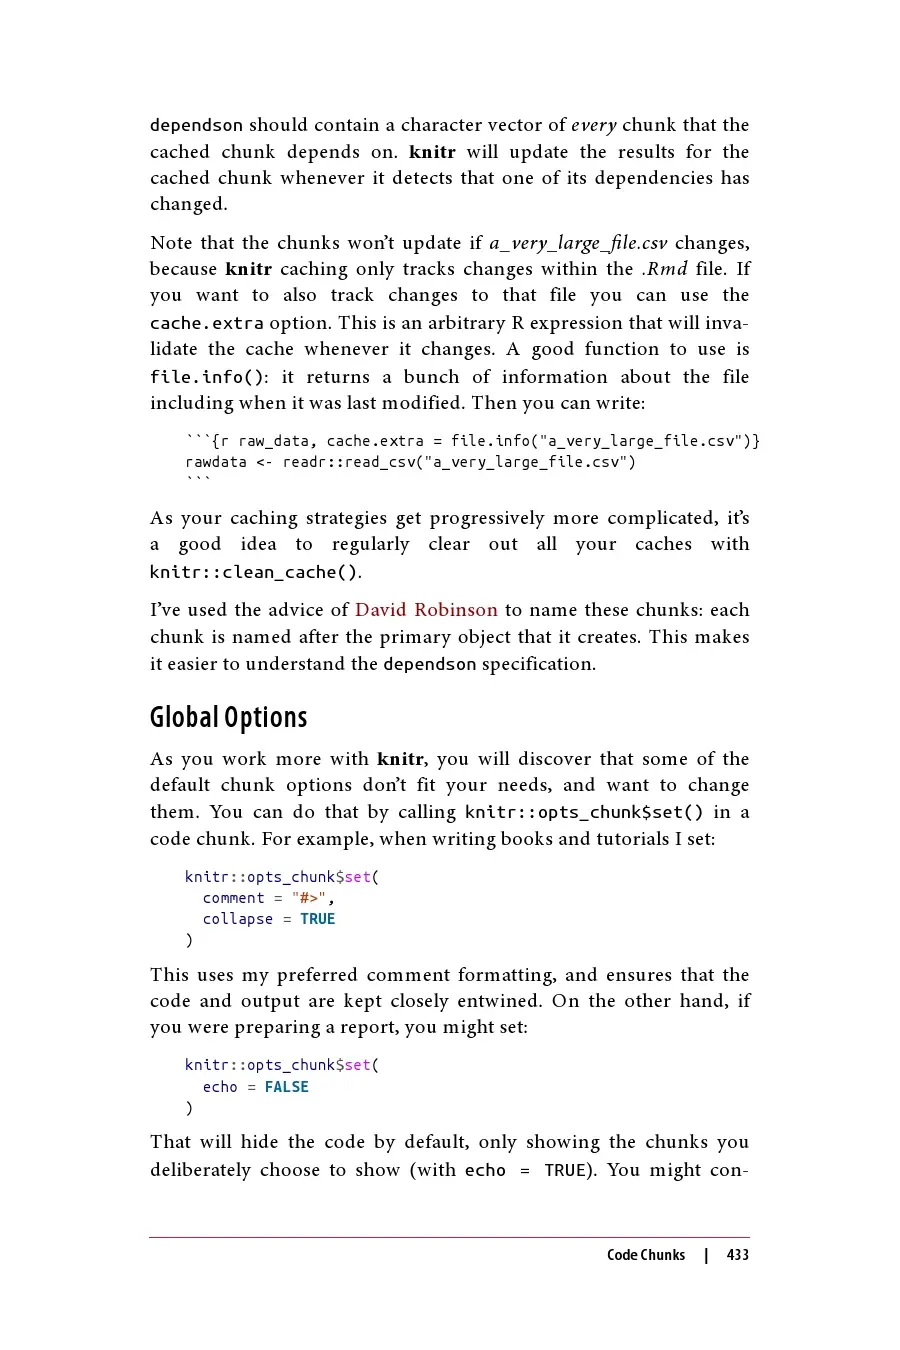 dependson should contain a character vector of every chunk that the
cached chunk depends on. knitr will update the results for the
cached chunk whenever it detects that one of its dependencies has
changed.
Note that the chunks won’t update if a_very_large_file.csv changes,
because knitr caching only tracks changes within the .Rmd file. If
you want to also track changes to that file you can use the
cache.extra option. This is an arbitrary R expression that will inva-
lidate the cache whenever it changes. A good function to use is
file.info(): it returns a bunch of information about the file
including when it was last modified. Then you can write:
```{r raw_data, cache.extra = file.info("a_very_large_file.csv")}
rawdata <- readr::read_csv("a_very_large_file.csv")
```
As your caching strategies get progressively more complicated, it’s
a good idea to regularly clear out all your caches with
knitr::clean_cache().
I’ve used the advice of David Robinson to name these chunks: each
chunk is named after the primary object that it creates. This makes
it easier to understand the dependson specification.
Global Options
As you work more with knitr, you will discover that some of the
default chunk options don’t fit your needs, and want to change
them. You can do that by calling knitr::opts_chunk$set() in a
code chunk. For example, when writing books and tutorials I set:
knitr::opts_chunk$set(
  comment = "#>",
  collapse = TRUE
)
This uses my preferred comment formatting, and ensures that the
code and output are kept closely entwined. On the other hand, if
you were preparing a report, you might set:
knitr::opts_chunk$set(
  echo = FALSE
)
That will hide the code by default, only showing the chunks you
deliberately choose to show (with echo = TRUE). You might con-
Code Chunks | 433